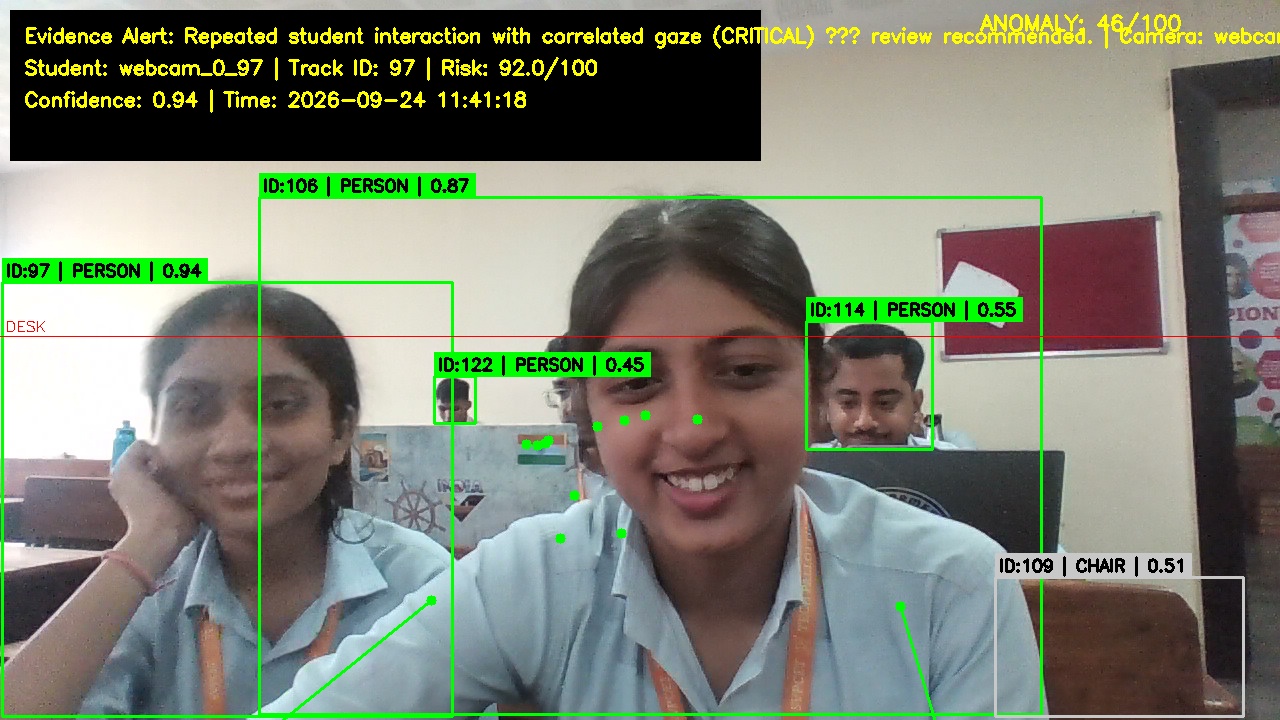 ANOMALY: 46/100
Evidence Alert: Repeated student interaction with correlated gaze (CRITICAL) ??? review recommended. | Camera: webcam
Student: webcam_0_97 | Track ID: 97 | Risk: 92.0/100
Confidence: 0.94 | Time: 2026-09-24 11:41:18
ID:106 | PERSON | 0.87
ID:97 | PERSON | 0.94
ID:114 | PERSON | 0.55
DESK
ID:122 | PERSON | 0.45
PION
INDIA
ID:109 | CHAIR | 0.51